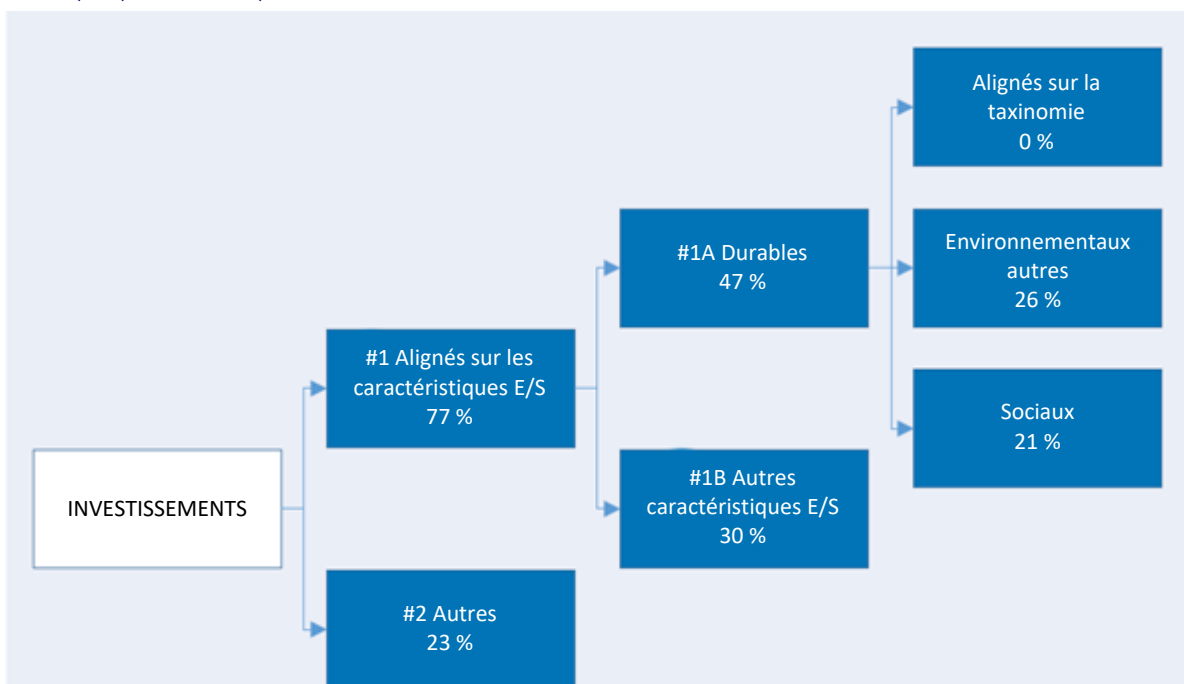 Alignés sur la
taxinomie
0 %
#1A Durables
47 %
Environnementaux
autres
26 %
#1 Alignés sur les
caractéristiques E/S
77 %
Sociaux
21 %
INVESTISSEMENTS
#1B Autres
caractéristiques E/S
30 %
#2 Autres
23 %